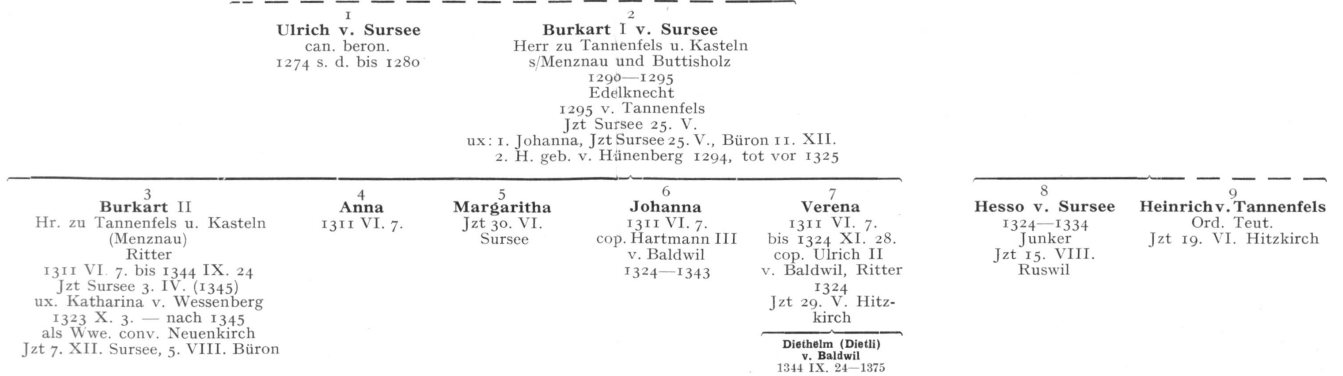 1
Ulrich v. Sursee
can. beron.
1274 s. d. bis 1280
2
Burkart I v. Sursee
Herr zu Tannenfels u. Kasteln
s/Menznau und Buttisholz
1290—1295
Edelknecht
1295 v. Tannenfels
Jzt Sursee 25. V.
ux: 1. Johanna, Jzt Sursee 25. V., Büron 11. XII.
2. H. geb. v. Hünenberg 1294, tot vor 1325
3
Burkart II
Hr. zu Tannenfels u. Kasteln
(Menznau)
Ritter
1311 VI. 7. bis 1344 IX. 24
Jzt Sursee 3. IV. (1345)
ux. Katharina v. Wessenberg
1323 X. 3. — nach 1345
als Wwe. conv. Neuenkirch
Jzt 7. XII. Sursee, 5. VIII. Büron
4
Anna
1311 VI. 7.
5
Margaritha
Jzt 30. VI.
Sursee
6
Johanna
1311 VI. 7.
cop. Hartmann III
v. Baldwil
1324—1343
7
Verena
1311 VI. 7.
bis 1324 XI. 28.
cop. Ulrich II
v. Baldwil, Ritter
1324
Jzt 29. V. Hitz-
kirch
Diethelm (Dietli)
v. Baldwil
1344 IX. 24—1375
8
Hesso v. Sursee
1324—1334
Junker
Jzt 15. VIII.
Ruswil
9
Heinrich v. Tannenfels
Ord. Teut.
Jzt 19. VI. Hitzkirch